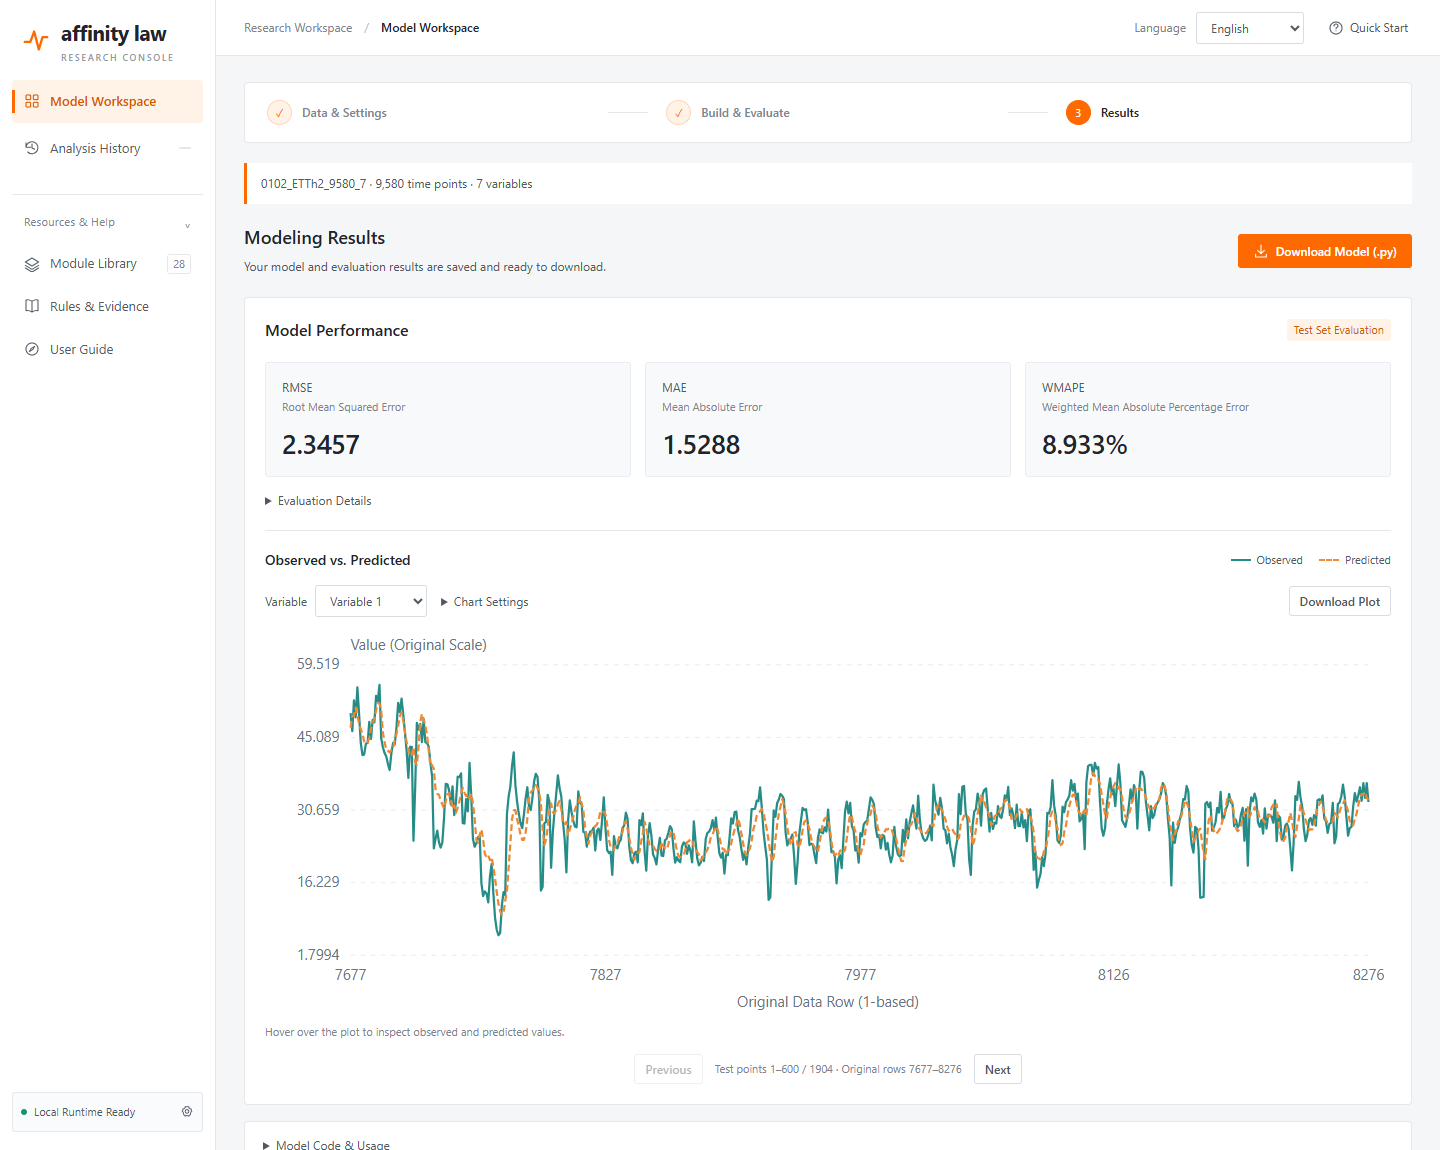 affinity law
RESEARCH CONSOLE
Model Workspace
Analysis History
Resources & Help
Module Library 28
Rules & Evidence
User Guide
Local Runtime Ready
Research Workspace / Model Workspace
Language English Quick Start
✓ Data & Settings ✓ Build & Evaluate 3 Results
0102_ETTh2_9580_7 · 9,580 time points · 7 variables
Modeling Results
Your model and evaluation results are saved and ready to download.
Download Model (.py)
Model Performance
Test Set Evaluation
RMSE
Root Mean Squared Error
2.3457
MAE
Mean Absolute Error
1.5288
WMAPE
Weighted Mean Absolute Percentage Error
8.933%
Evaluation Details
Observed vs. Predicted
Observed Predicted
Variable Variable 1 Chart Settings
Download Plot
Value (Original Scale)
59.519
45.089
30.659
16.229
1.7994
7677 7827 7977 8126 8276
Original Data Row (1-based)
Hover over the plot to inspect observed and predicted values.
Previous Test points 1–600 / 1904 · Original rows 7677–8276 Next
Model Code & Usage